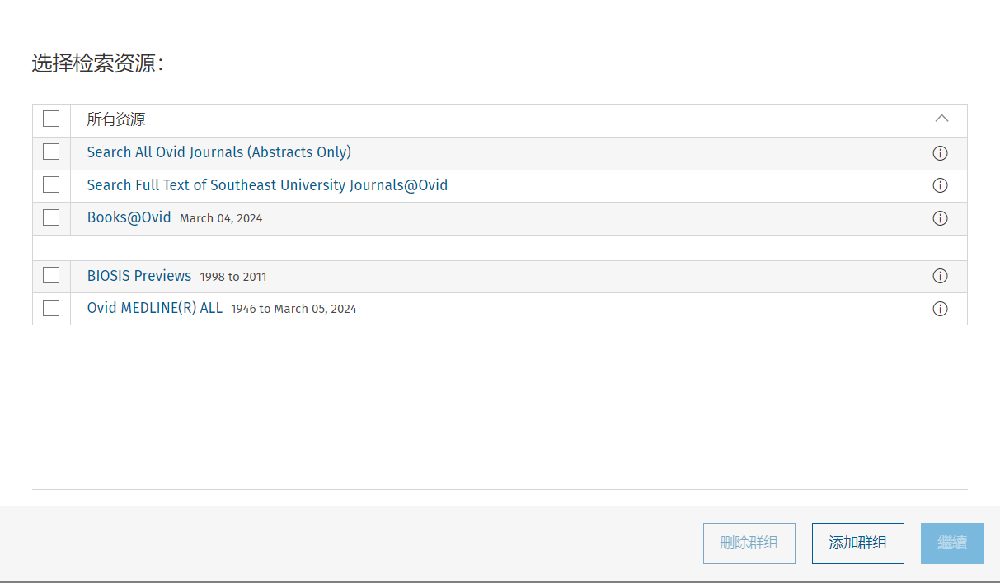 选择检索资源:
所有资源
Search All Ovid Journals (Abstracts Only)
Search Full Text of Southeast University Journals@Ovid
Books@Ovid March 04, 2024
BIOSIS Previews 1998 to 2011
Ovid MEDLINE(R) ALL 1946 to March 05, 2024
删除群组 添加群组 繼續